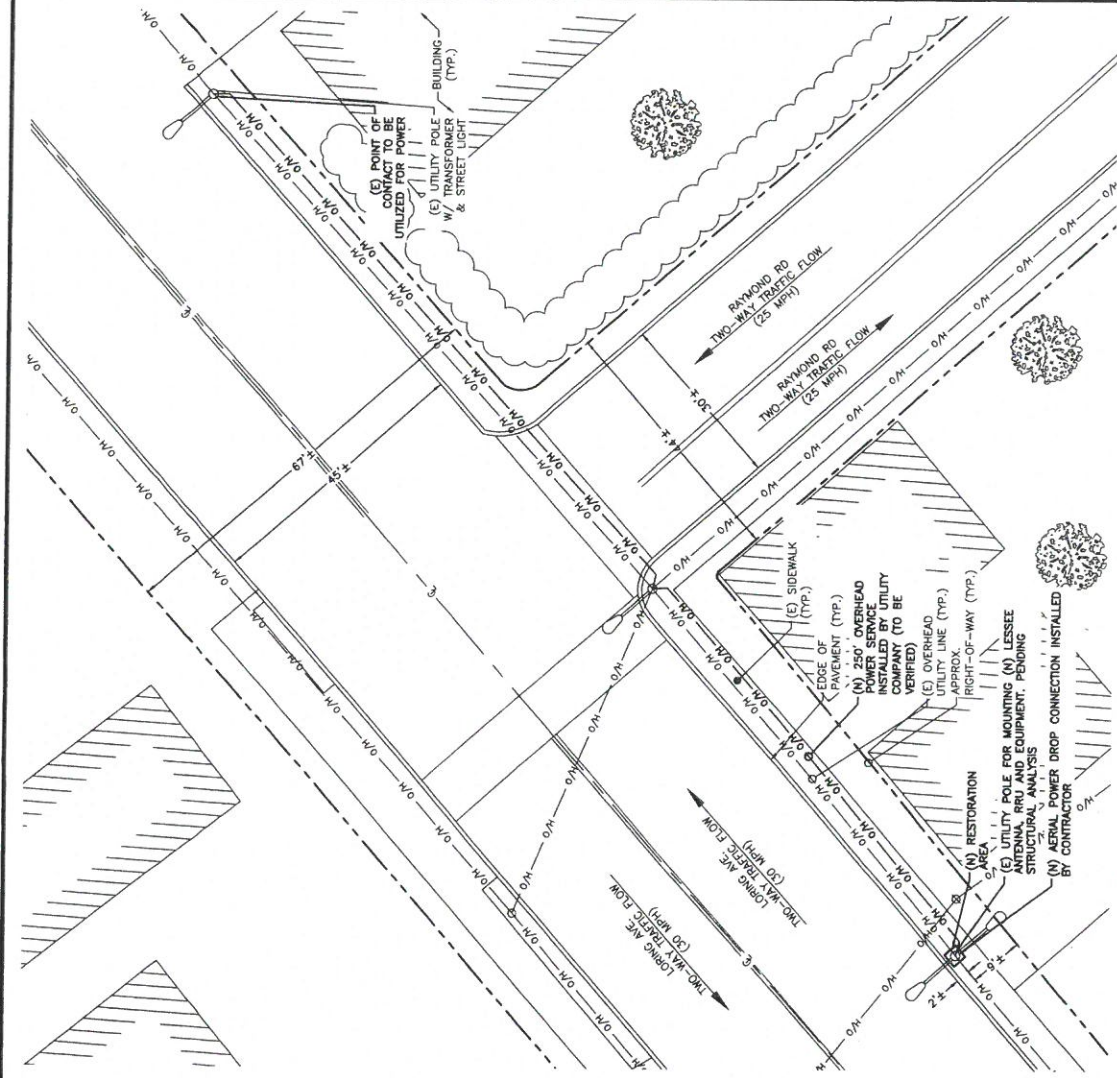 (E) POINT OF
CONTACT TO BE
UTILIZED FOR POWER
(E) UTILITY POLE
W/ TRANSFORMER
& STREET LIGHT
BUILDING
(TYP.)
67'±
45'±
44'±
30'±
RAYMOND RD
TWO-WAY TRAFFIC FLOW
(25 MPH)
RAYMOND RD
TWO-WAY TRAFFIC FLOW
(25 MPH)
(E) SIDEWALK
(TYP.)
EDGE OF
PAVEMENT (TYP.)
(N) 250' OVERHEAD
POWER SERVICE
INSTALLED BY UTILITY
COMPANY (TO BE
VERIFIED)
(E) OVERHEAD
UTILITY LINE (TYP.)
APPROX.
RIGHT-OF-WAY (TYP.)
LORING AVE.
TWO-WAY TRAFFIC FLOW
(30 MPH)
LORING AVE.
TWO-WAY TRAFFIC FLOW
(30 MPH)
(N) RESTORATION
AREA
(E) UTILITY POLE FOR MOUNTING (N) LESSEE
ANTENNA, RRU AND EQUIPMENT, PENDING
STRUCTURAL ANALYSIS
(N) AERIAL POWER DROP CONNECTION INSTALLED
BY CONTRACTOR
2'±
9'±
O/H
O/H
O/H
O/H
O/H
O/H
O/H
O/H
O/H
O/H
O/H
O/H